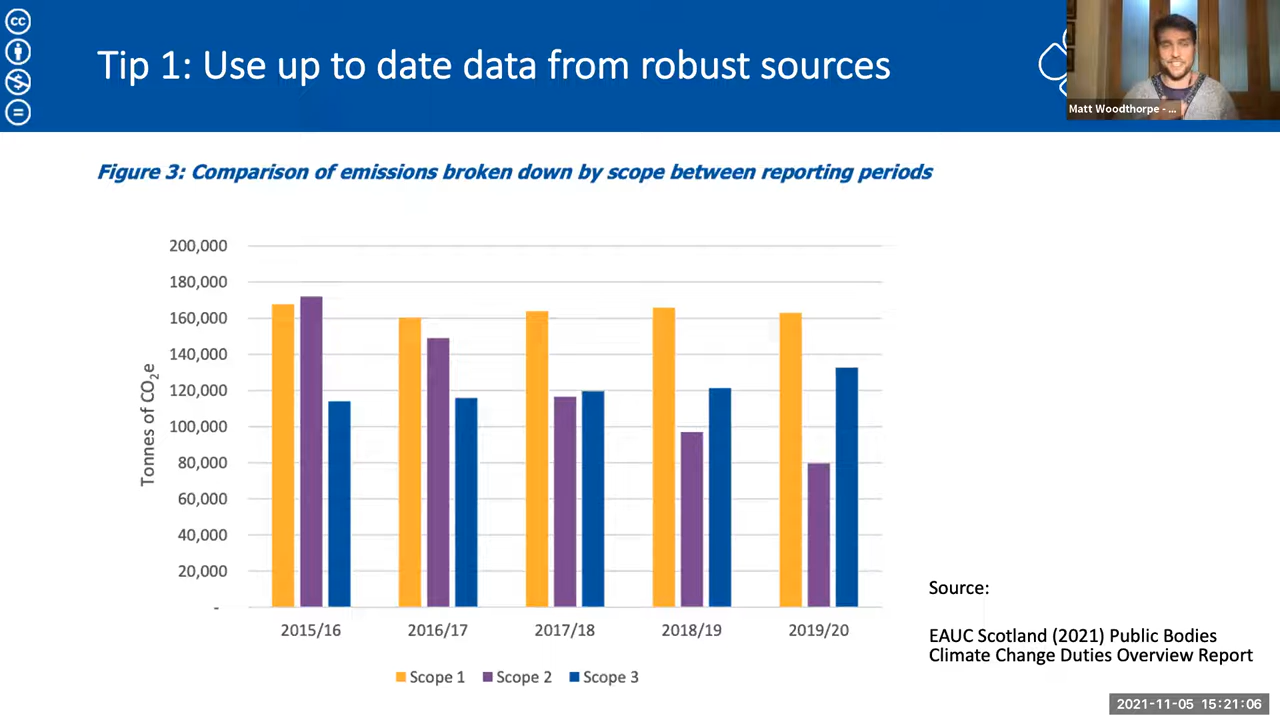 Tip 1: Use up to date data from robust sources
Matt Woodthorpe - ...
Figure 3: Comparison of emissions broken down by scope between reporting periods
200,000
180,000
160,000
140,000
120,000
100,000
80,000
60,000
40,000
20,000
-
Tonnes of CO2e
2015/16 2016/17 2017/18 2018/19 2019/20
Scope 1 Scope 2 Scope 3
Source:
EAUC Scotland (2021) Public Bodies
Climate Change Duties Overview Report
2021-11-05 15:21:06
cc